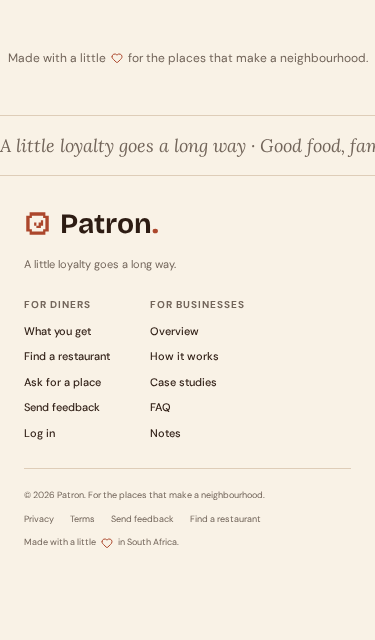 Made with a little ♡ for the places that make a neighbourhood.
A little loyalty goes a long way · Good food,
Patron.
A little loyalty goes a long way.
FOR DINERS
What you get
Find a restaurant
Ask for a place
Send feedback
Log in
FOR BUSINESSES
Overview
How it works
Case studies
FAQ
Notes
© 2026 Patron. For the places that make a neighbourhood.
Privacy Terms Send feedback Find a restaurant
Made with a little ♡ in South Africa.